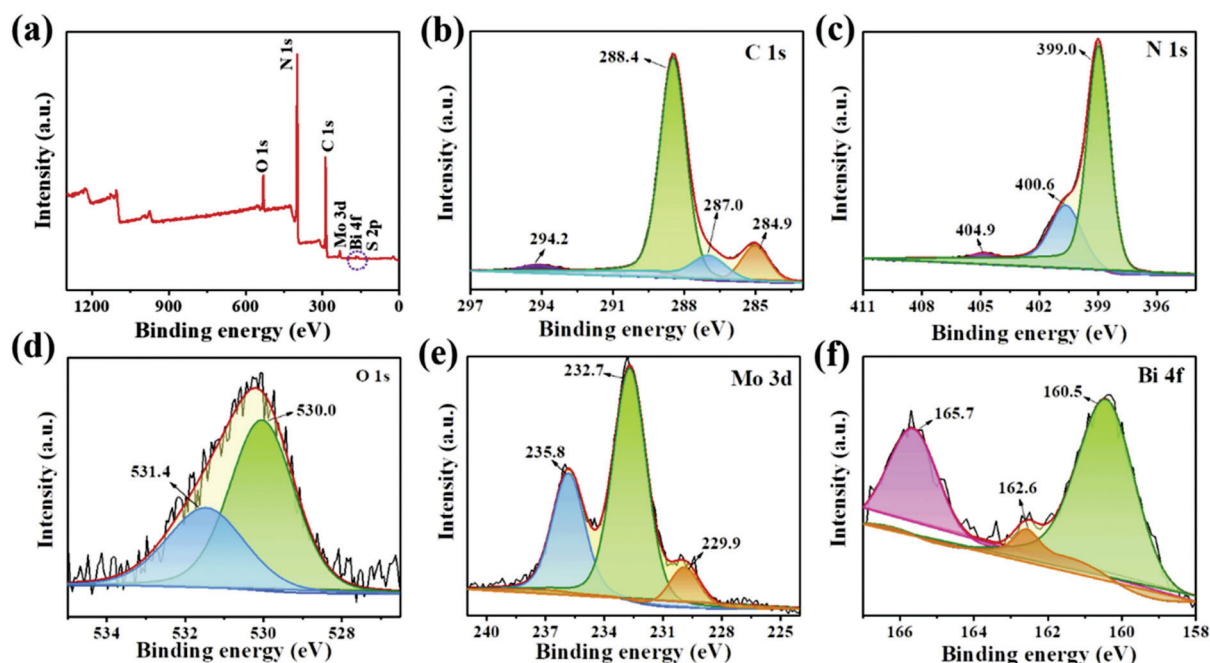 (a)
N 1s
O 1s
C 1s
Mo 3d
Bi 4f
S 2p
Intensity (a.u.)
1200 900 600 300 0
Binding energy (eV)
(b)
C 1s
288.4
287.0
284.9
294.2
Intensity (a.u.)
297 294 291 288 285
Binding energy (eV)
(c)
N 1s
399.0
400.6
404.9
Intensity (a.u.)
411 408 405 402 399 396
Binding energy (eV)
(d)
O 1s
530.0
531.4
Intensity (a.u.)
534 532 530 528
Binding energy (eV)
(e)
Mo 3d
232.7
235.8
229.9
Intensity (a.u.)
240 237 234 231 228 225
Binding energy (eV)
(f)
Bi 4f
160.5
165.7
162.6
Intensity (a.u.)
166 164 162 160 158
Binding energy (eV)